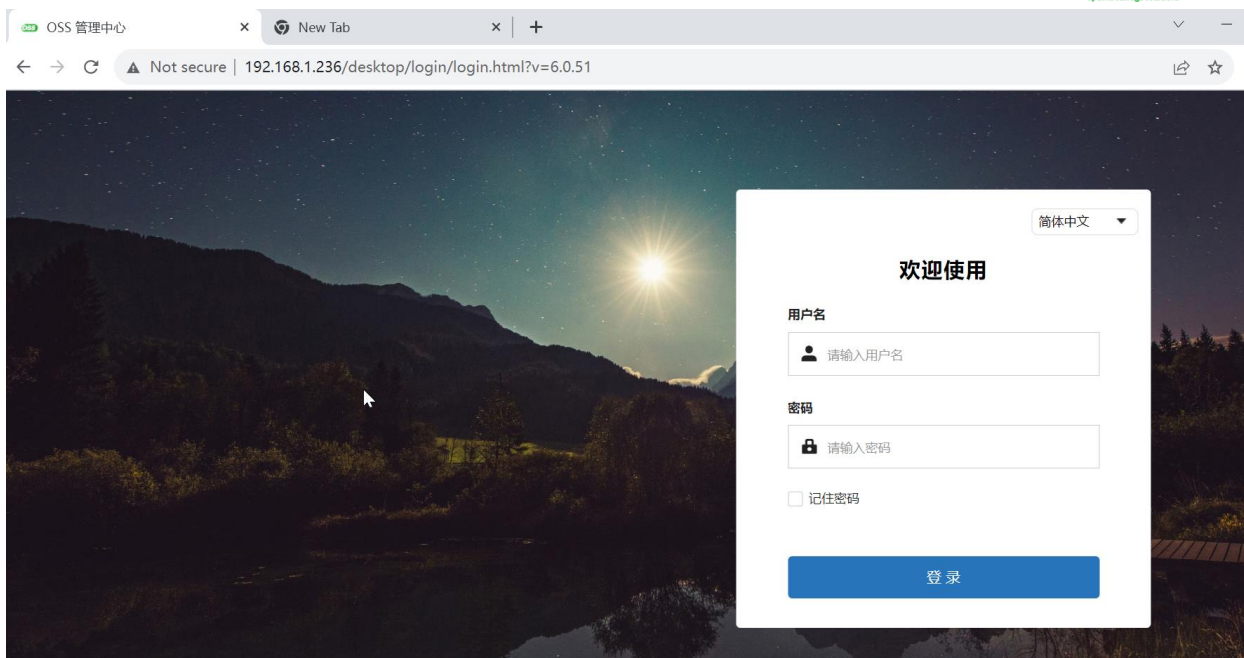 OSS OSS 管理中心
New Tab
Not secure | 192.168.1.236/desktop/login/login.html?v=6.0.51
简体中文
欢迎使用
用户名
请输入用户名
密码
请输入密码
记住密码
登录